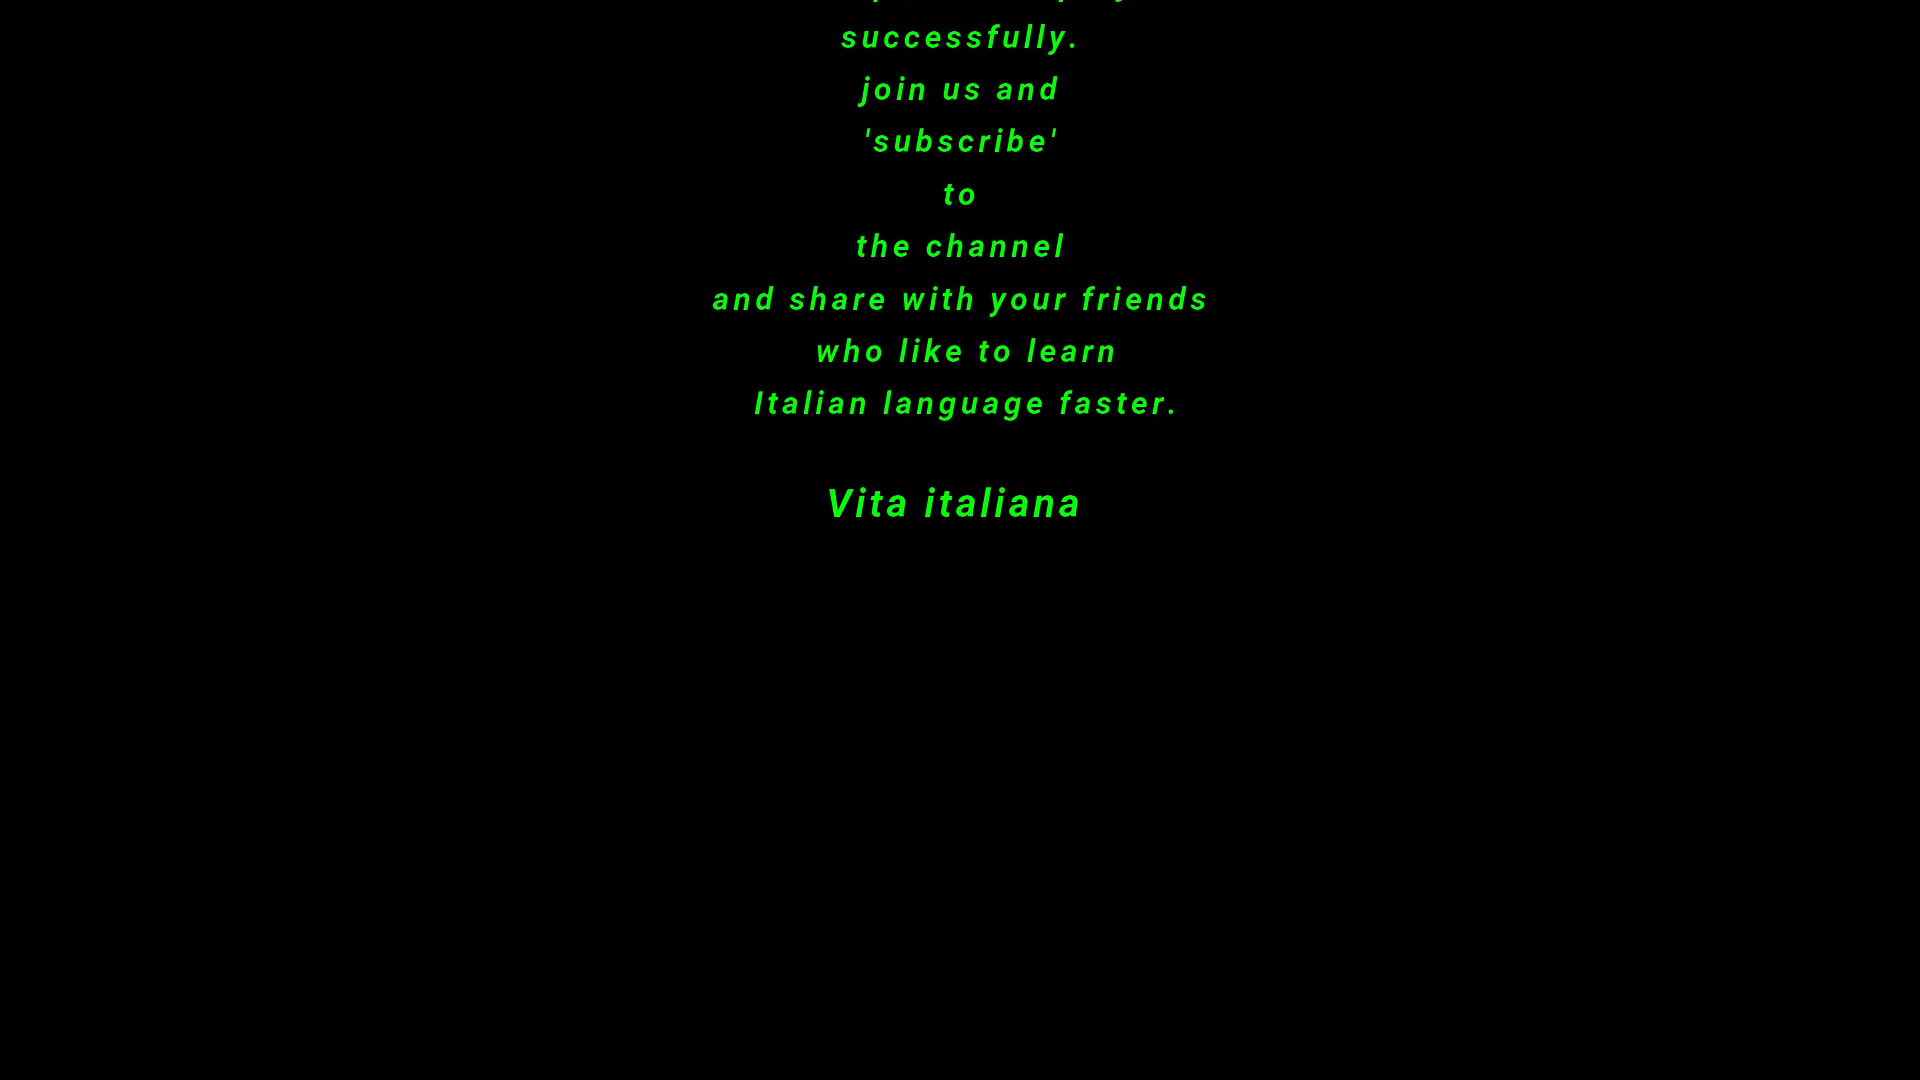 successfully.
join us and
'subscribe'
to
the channel
and share with your friends
who like to learn
Italian language faster.
Vita italiana